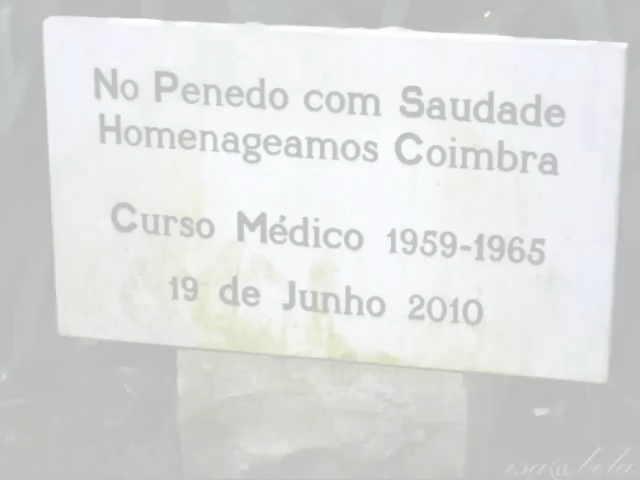 No Penedo com Saudade
Homenageamos Coimbra
Curso Médico 1959-1965
19 de Junho 2010